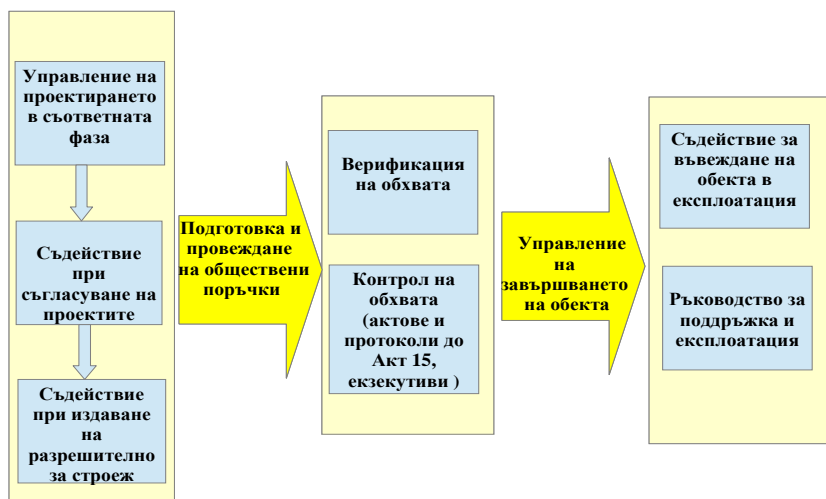 Управление на
проектирането
в съответната
фаза
Съдействие
при
съгласуване на
проектите
Съдействие
при издаване
на
разрешително
за строеж
Подготовка и
провеждане
на обществени
поръчки
Верификация
на обхвата
Контрол на
обхвата
(актове и
протоколи до
Акт 15,
екзекутиви )
Управление
на
завършването
на обекта
Съдействие за
въвеждане на
обекта в
експлоатация
Ръководство за
поддръжка и
експлоатация